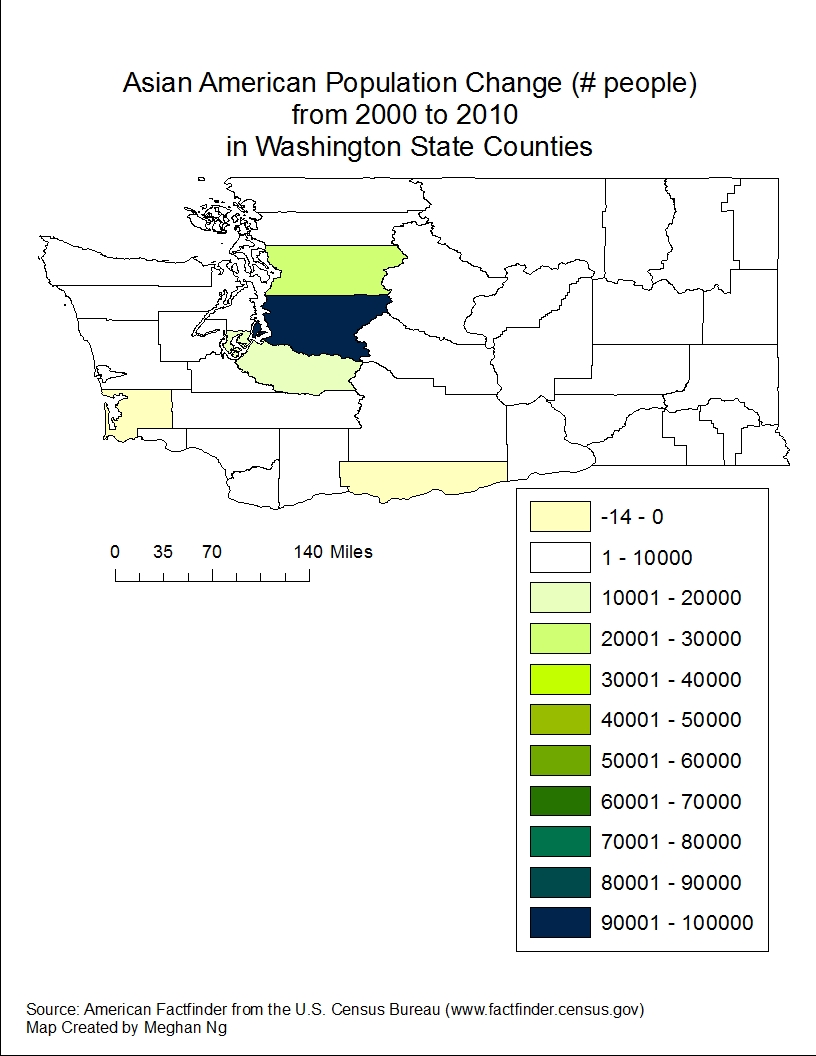 Asian American Population Change (# people)
from 2000 to 2010
in Washington State Counties
0 35 70 140 Miles
-14 - 0
1 - 10000
10001 - 20000
20001 - 30000
30001 - 40000
40001 - 50000
50001 - 60000
60001 - 70000
70001 - 80000
80001 - 90000
90001 - 100000
Source: American Factfinder from the U.S. Census Bureau (www.factfinder.census.gov)
Map Created by Meghan Ng